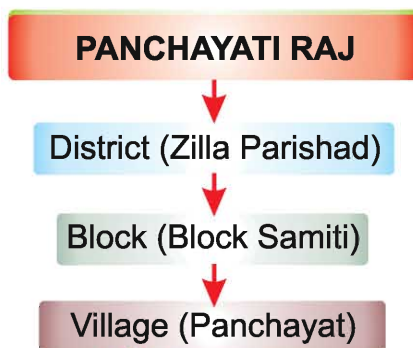 PANCHAYATI RAJ
District (Zilla Parishad)
Block (Block Samiti)
Village (Panchayat)